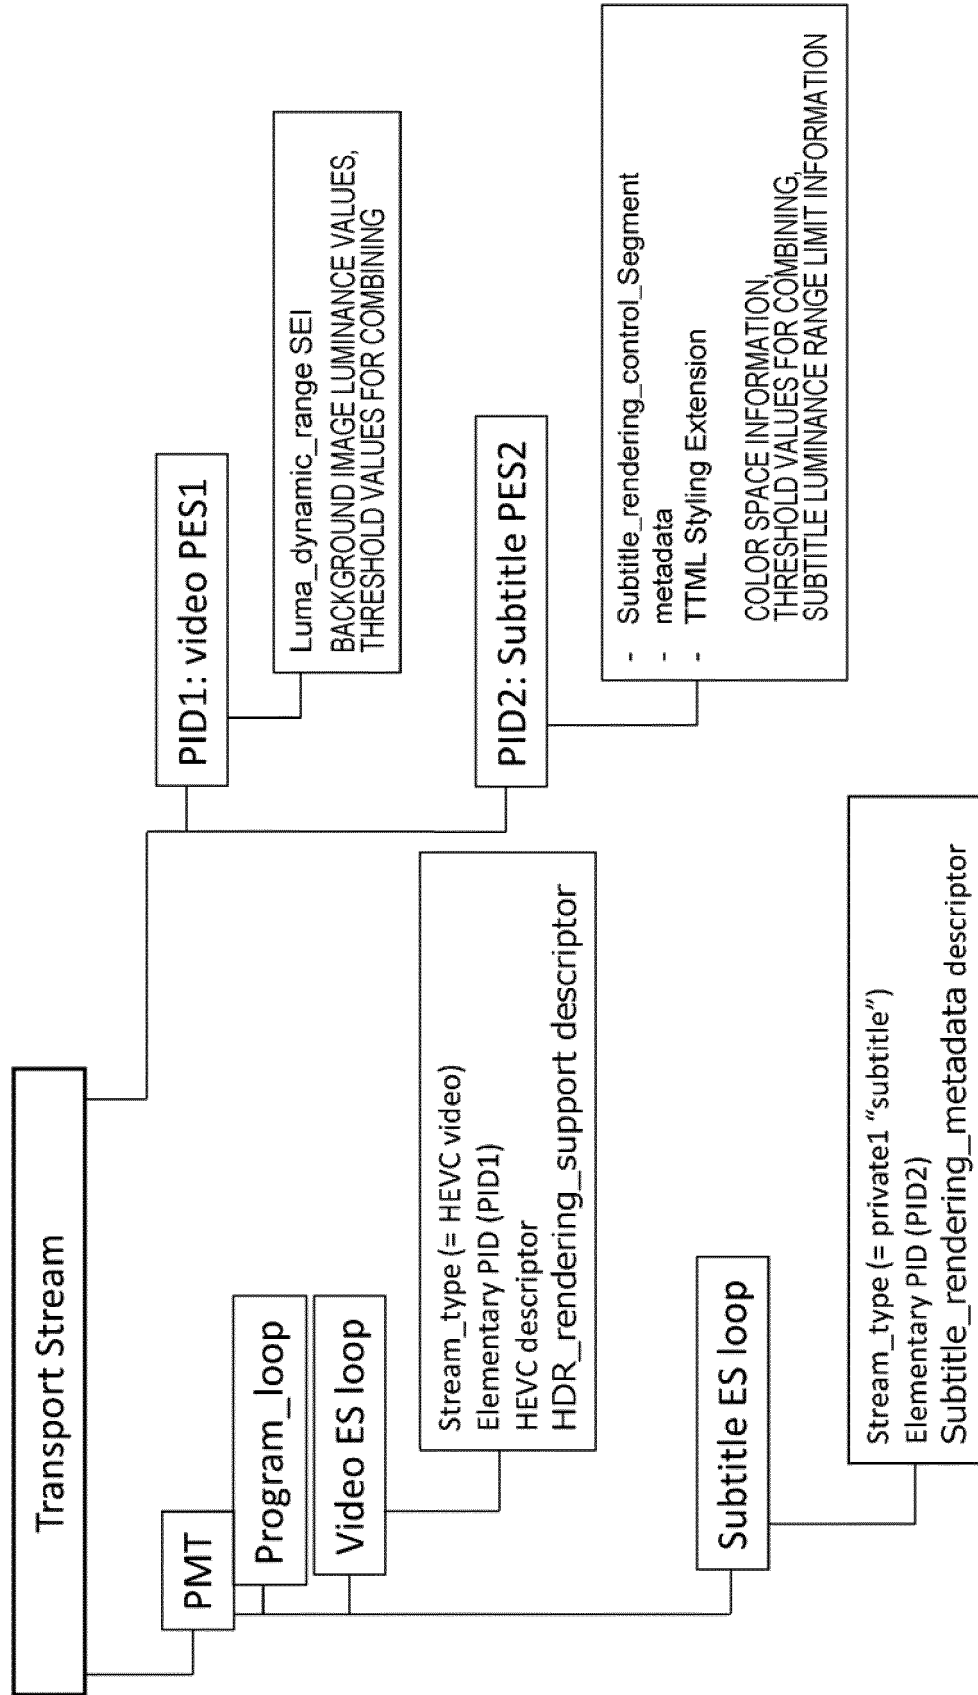 Transport Stream
PMT
Program_loop
Video ES loop
Stream_type (= HEVC video)
Elementary PID (PID1)
HEVC descriptor
HDR_rendering_support descriptor
Subtitle ES loop
Stream_type (= private1 “subtitle”)
Elementary PID (PID2)
Subtitle_rendering_metadata descriptor
PID1: video PES1
Luma_dynamic_range SEI
BACKGROUND IMAGE LUMINANCE VALUES,
THRESHOLD VALUES FOR COMBINING
PID2: Subtitle PES2
- Subtitle_rendering_control_Segment
- metadata
- TTML Styling Extension
COLOR SPACE INFORMATION,
THRESHOLD VALUES FOR COMBINING,
SUBTITLE LUMINANCE RANGE LIMIT INFORMATION